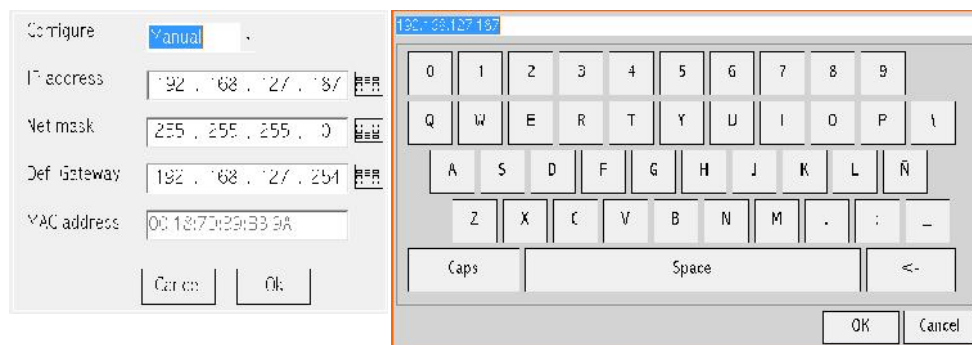 Configure Manual
IP address 192 . 168 . 127 . 187
Net mask 255 . 255 . 255 . 0
Def. Gateway 192 . 168 . 127 . 254
MAC address
Cancel Ok
192.168.127.187
0 1 2 3 4 5 6 7 8 9
Q W E R T Y U I O P \
A S D F G H J K L Ñ
Z X C V B N M . : _
Caps Space <-
OK Cancel